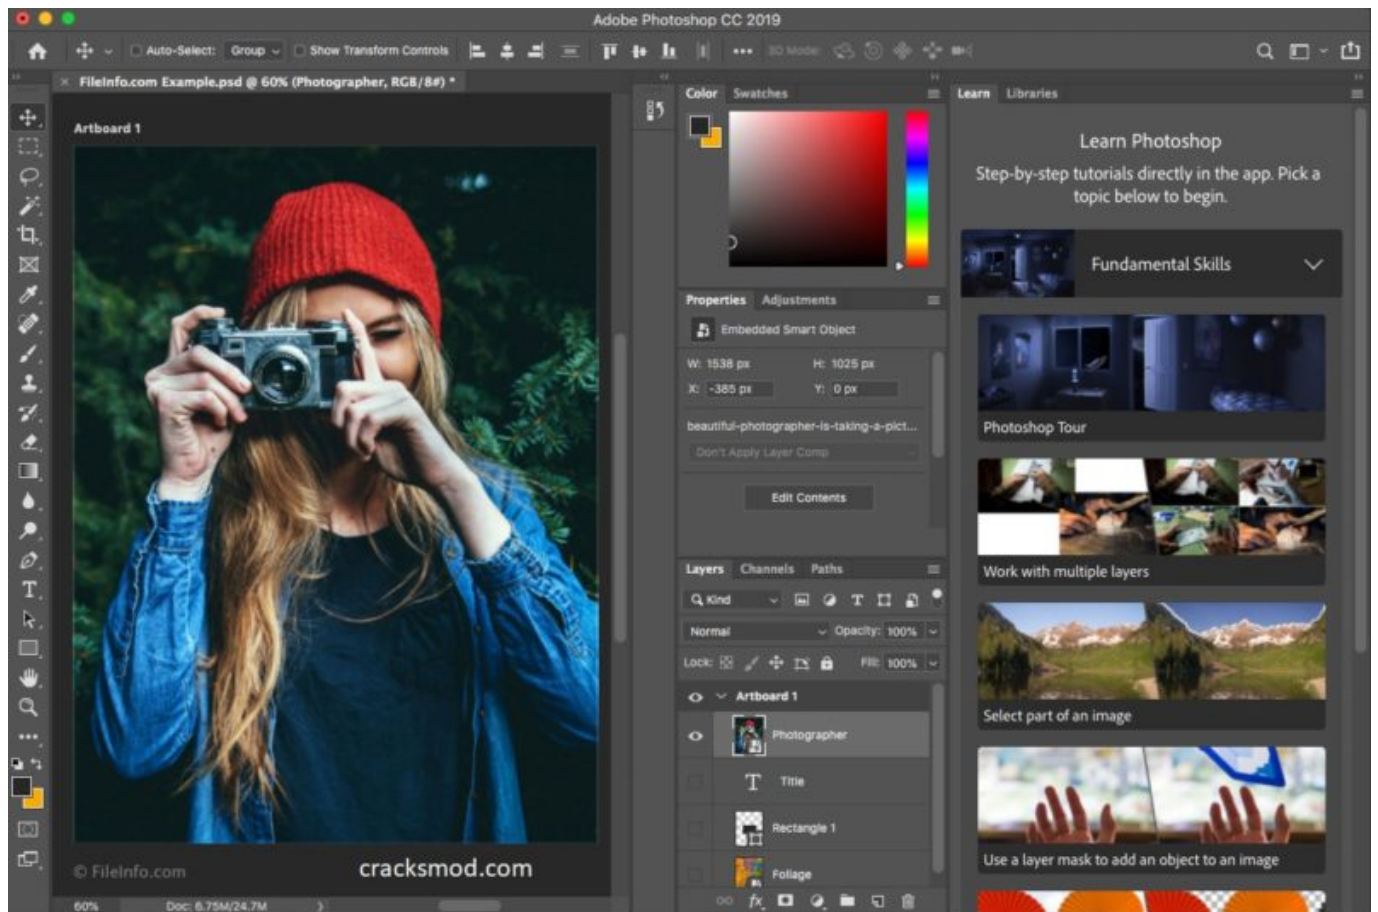 Adobe Photoshop CC 2019
Auto-Select: Group Show Transform Controls 3D Mode:
× FileInfo.com Example.psd @ 60% (Photographer, RGB/8#) *
Artboard 1
© FileInfo.com
cracksmod.com
60% Doc: 6.75M/24.7M
Color Swatches
Properties Adjustments
Embedded Smart Object
W: 1538 px H: 1025 px
X: -385 px Y: 0 px
beautiful-photographer-is-taking-a-pict...
Don't Apply Layer Comp
Edit Contents
Layers Channels Paths
Kind
Normal Opacity: 100%
Lock: Fill: 100%
Artboard 1
Photographer
T Title
Rectangle 1
Foliage
fx
Learn Libraries
Learn Photoshop
Step-by-step tutorials directly in the app. Pick a
topic below to begin.
Fundamental Skills
Photoshop Tour
Work with multiple layers
Select part of an image
Use a layer mask to add an object to an image